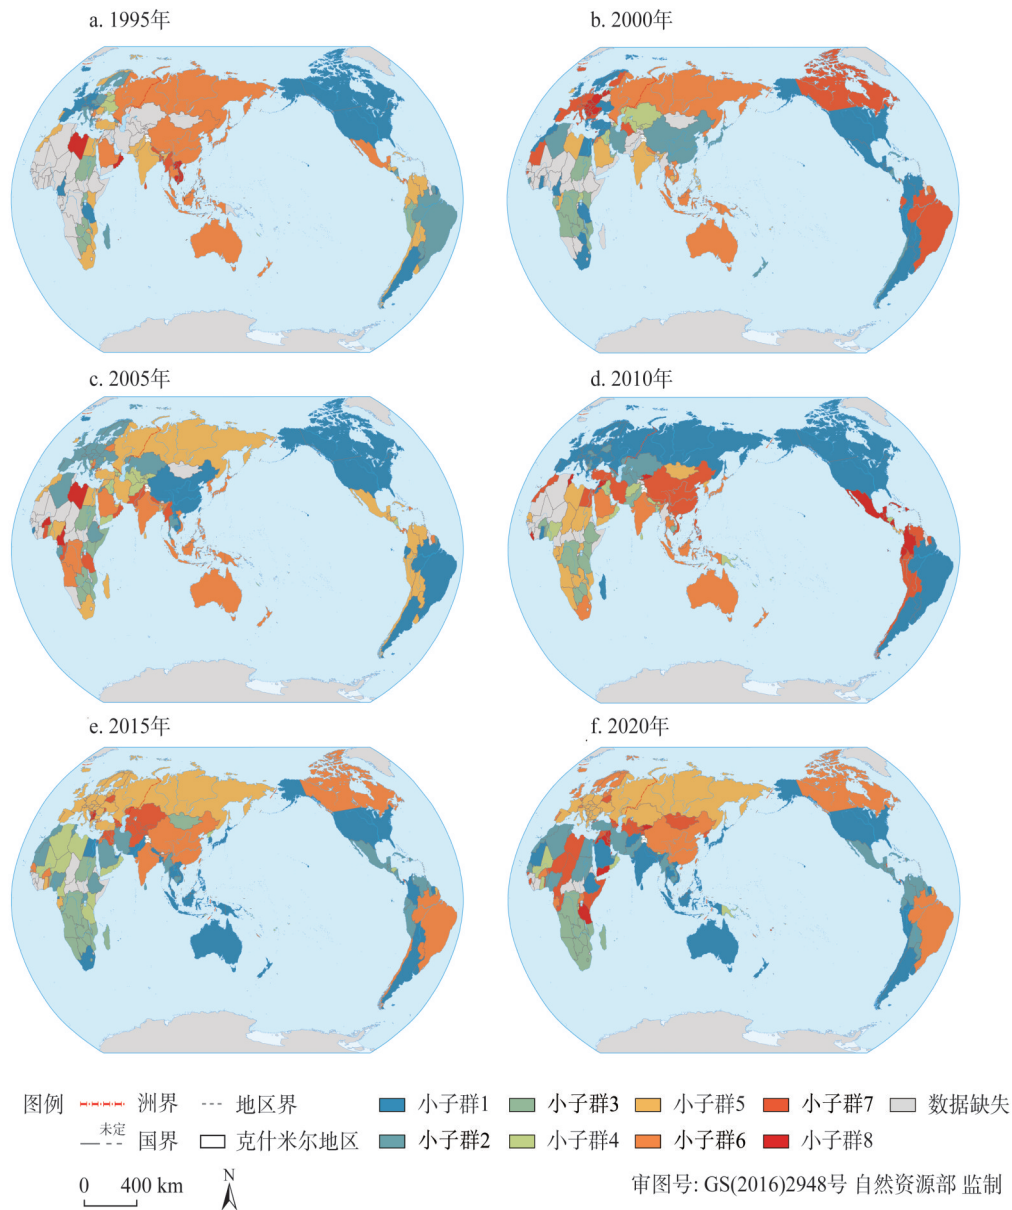 a. 1995年
b. 2000年
c. 2005年
d. 2010年
e. 2015年
f. 2020年
图例 洲界 地区界 小子群1 小子群3 小子群5 小子群7 数据缺失
未定
国界 克什米尔地区 小子群2 小子群4 小子群6 小子群8
0 400 km N
审图号: GS(2016)2948号 自然资源部 监制